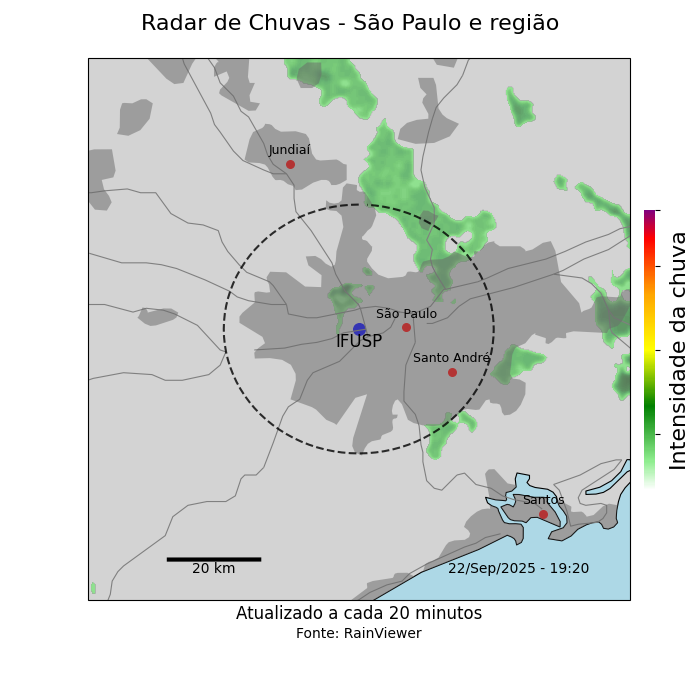 Radar de Chuvas - São Paulo e região
Jundiaí
São Paulo
IFUSP
Santo André
Santos
20 km
22/Sep/2025 - 19:20
Intensidade da chuva
Atualizado a cada 20 minutos
Fonte: RainViewer